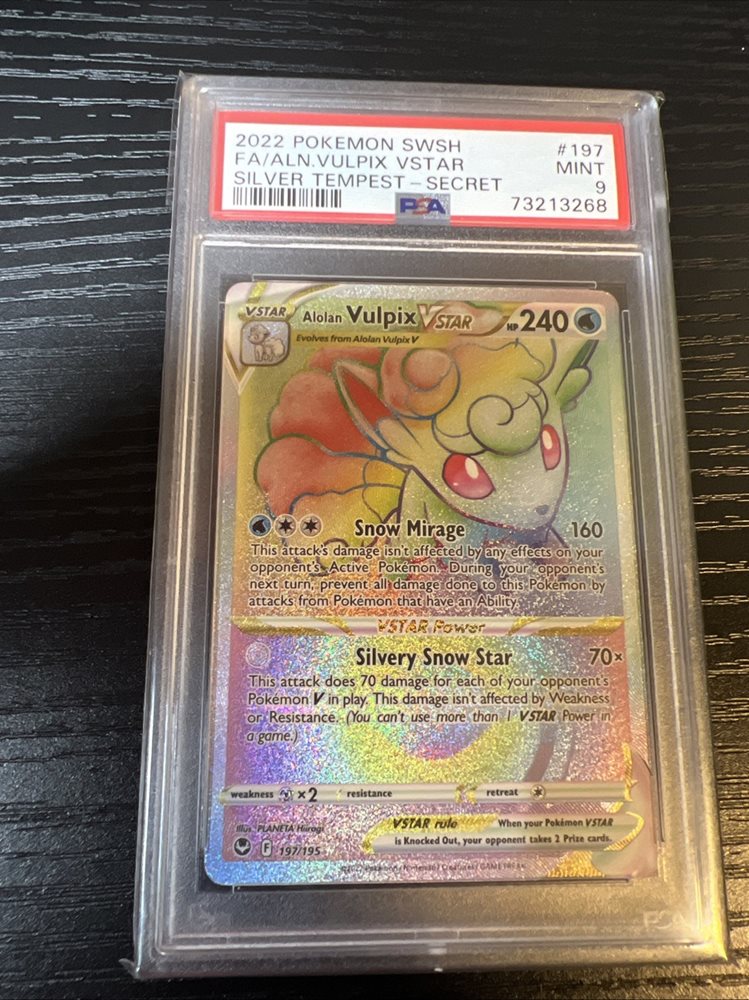 2022 POKEMON SWSH #197
FA/ALN.VULPIX VSTAR MINT
SILVER TEMPEST-SECRET 9
PSA 73213268
VSTAR Alolan Vulpix VSTAR HP 240
Evolves from Alolan Vulpix V
Snow Mirage 160
This attack's damage isn't affected by any effects on your
opponent's Active Pokémon. During your opponent's
next turn, prevent all damage done to this Pokémon by
attacks from Pokémon that have an Ability.
VSTAR Power
Silvery Snow Star 70×
This attack does 70 damage for each of your opponent's
Pokémon V in play. This damage isn't affected by Weakness
or Resistance. (You can't use more than 1 VSTAR Power in
a game.)
weakness ×2 resistance retreat
Illus. PLANETA Hiiragi
F 197/195
VSTAR rule When your Pokémon VSTAR
is Knocked Out, your opponent takes 2 Prize cards.
PSA